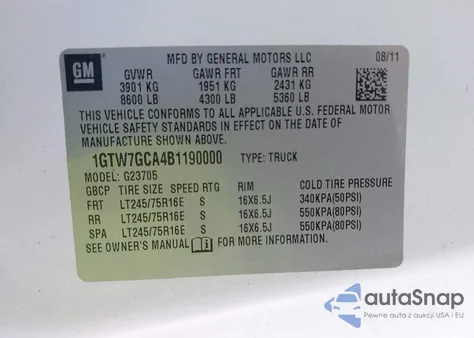 GM
MFD BY GENERAL MOTORS LLC 08/11
GVWR GAWR FRT GAWR RR
3901 KG 1951 KG 2431 KG
8600 LB 4300 LB 5360 LB
THIS VEHICLE CONFORMS TO ALL APPLICABLE U.S. FEDERAL MOTOR
VEHICLE SAFETY STANDARDS IN EFFECT ON THE DATE OF
MANUFACTURE SHOWN ABOVE.
1GTW7GCA4B1190000 TYPE: TRUCK
MODEL: G23705
GBCP TIRE SIZE SPEED RTG RIM COLD TIRE PRESSURE
FRT LT245/75R16E S 16X6.5J 340KPA(50PSI)
RR LT245/75R16E S 16X6.5J 550KPA(80PSI)
SPA LT245/75R16E S 16X6.5J 550KPA(80PSI)
SEE OWNER'S MANUAL FOR MORE INFORMATION.
autoSnap
Pewne auta z aukcji USA i EU